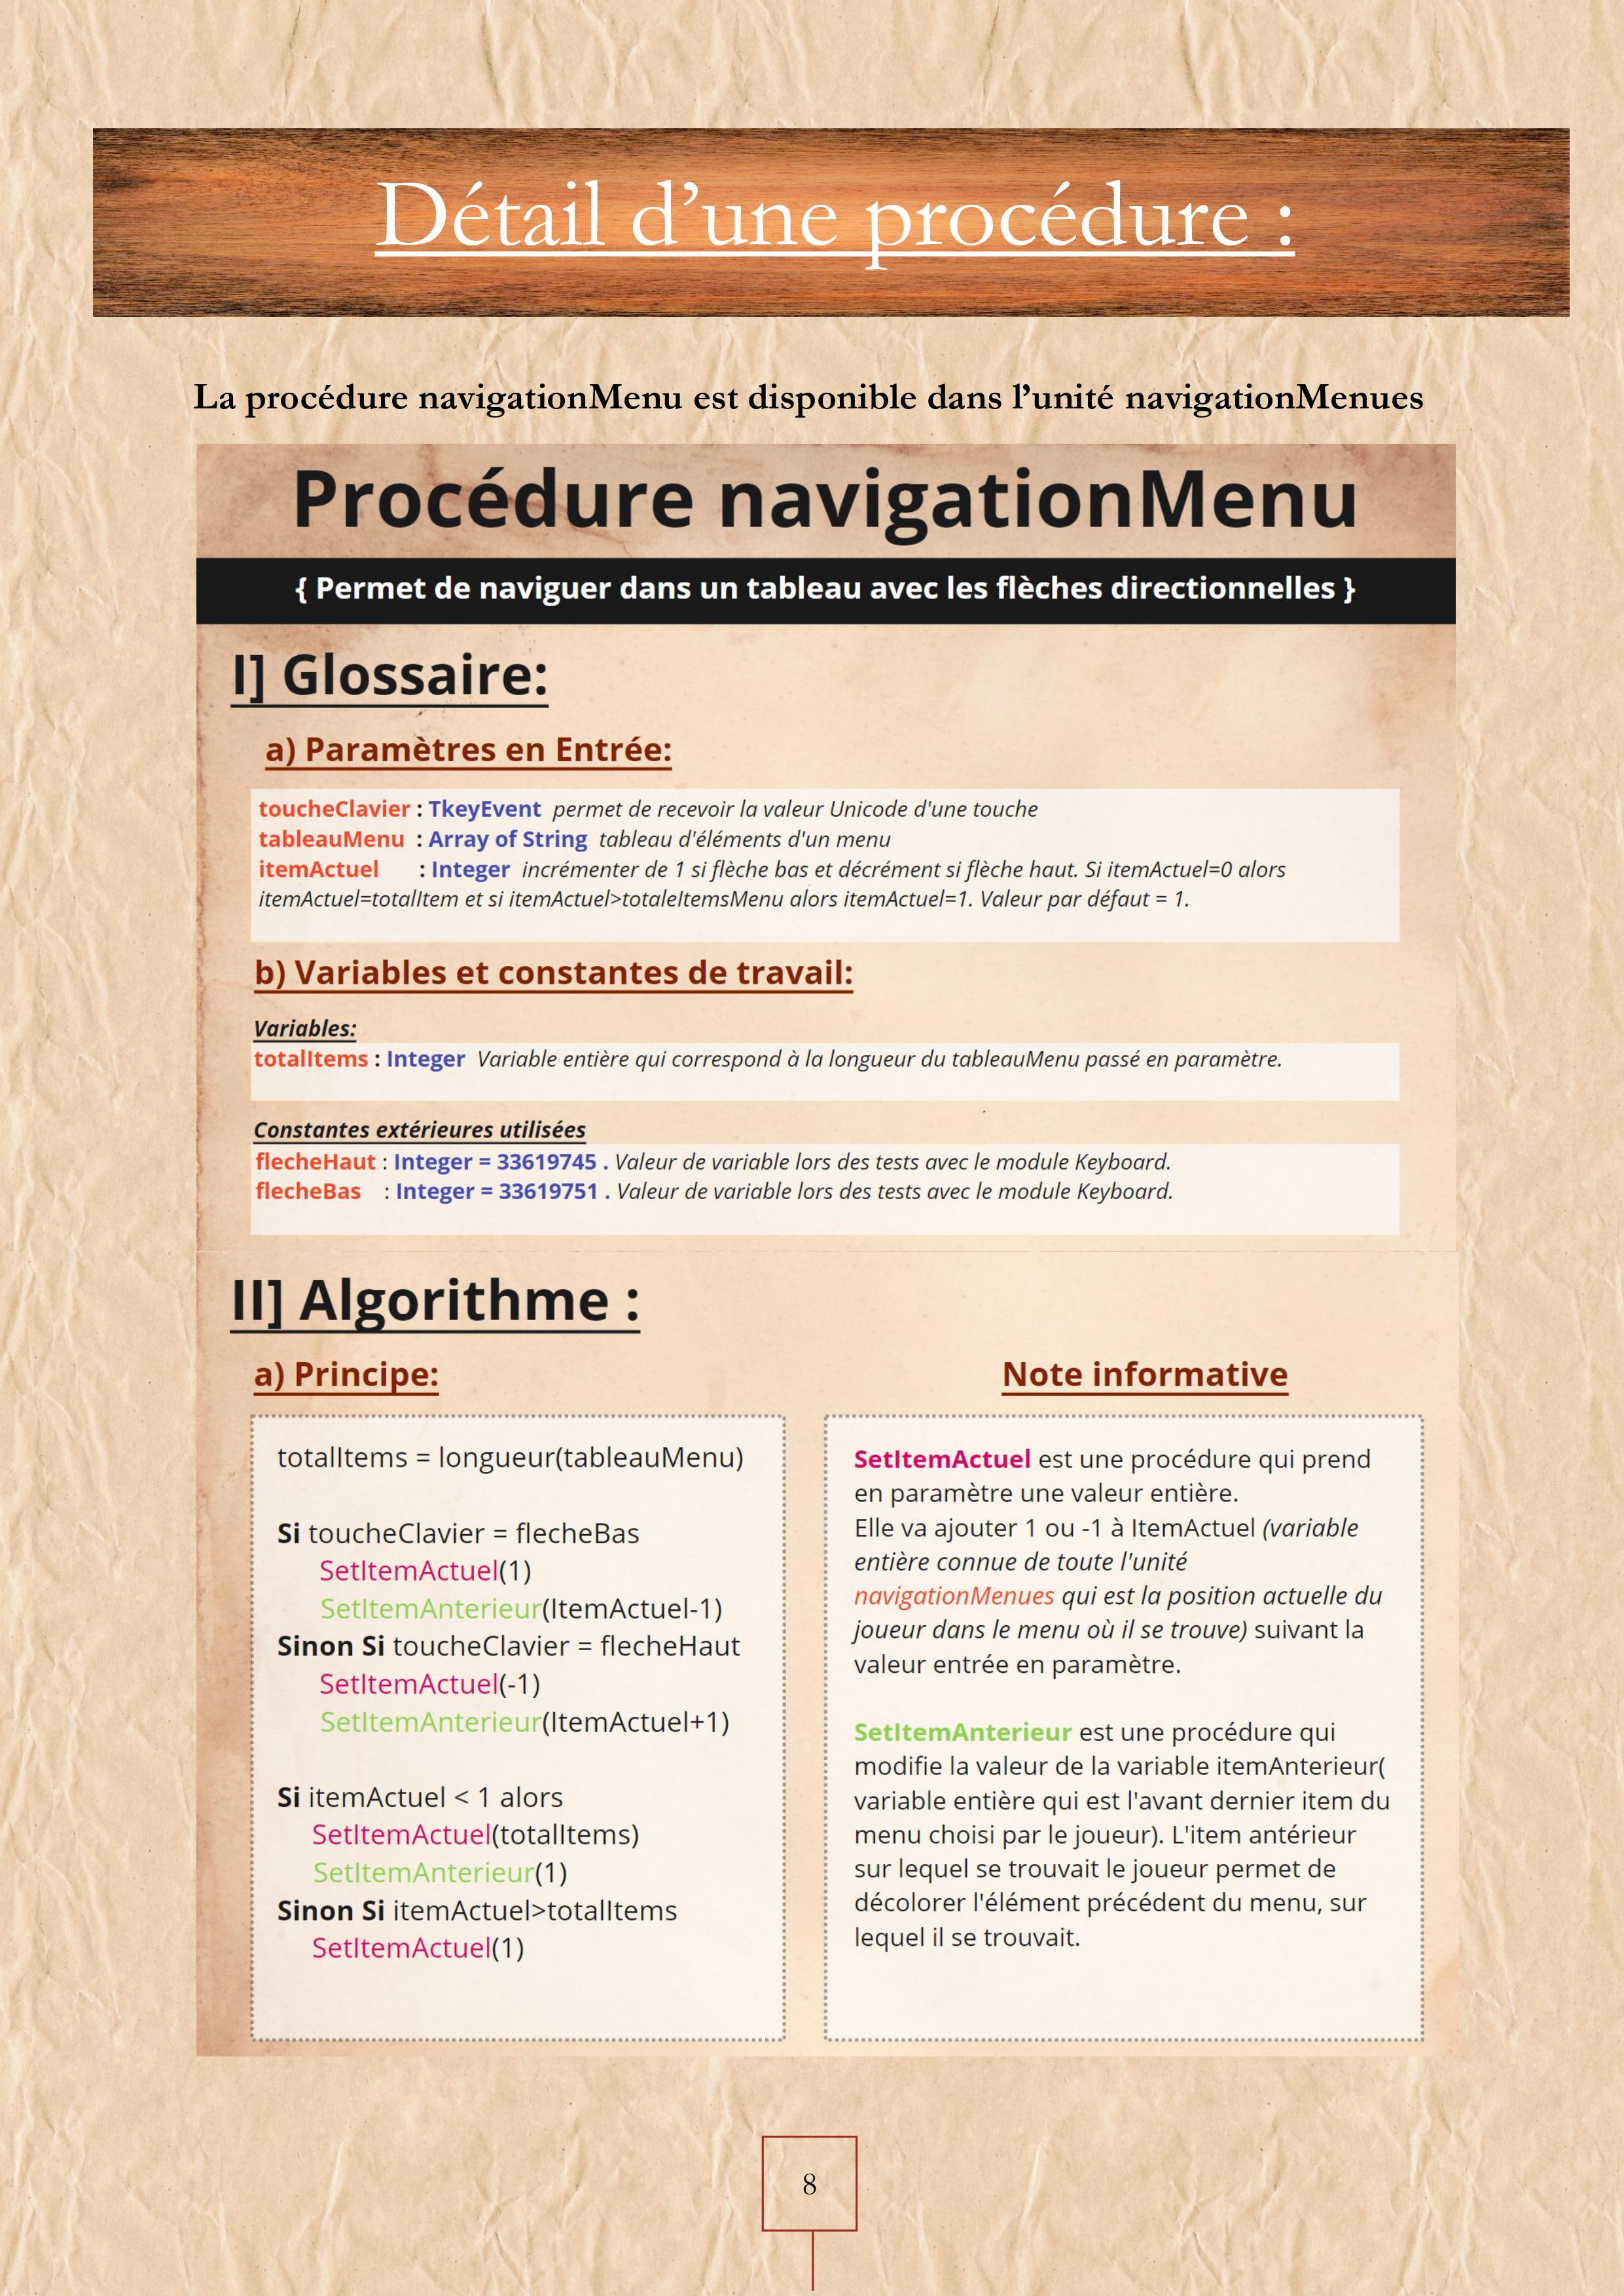 Détail d’une procédure :
La procédure navigationMenu est disponible dans l’unité navigationMenues
Procédure navigationMenu
{ Permet de naviguer dans un tableau avec les flèches directionnelles }
I] Glossaire:
a) Paramètres en Entrée:
toucheClavier : TkeyEvent permet de recevoir la valeur Unicode d'une touche
tableauMenu : Array of String tableau d'éléments d'un menu
itemActuel : Integer incrémenter de 1 si flèche bas et décrément si flèche haut. Si itemActuel=0 alors
itemActuel=totalItem et si itemActuel>totaleItemsMenu alors itemActuel=1. Valeur par défaut = 1.
b) Variables et constantes de travail:
Variables:
totalItems : Integer Variable entière qui correspond à la longueur du tableauMenu passé en paramètre.
Constantes extérieures utilisées
flecheHaut : Integer = 33619745 . Valeur de variable lors des tests avec le module Keyboard.
flecheBas : Integer = 33619751 . Valeur de variable lors des tests avec le module Keyboard.
II] Algorithme :
a) Principe:
totalItems = longueur(tableauMenu)
Si toucheClavier = flecheBas
SetItemActuel(1)
SetItemAnterieur(ItemActuel-1)
Sinon Si toucheClavier = flecheHaut
SetItemActuel(-1)
SetItemAnterieur(ItemActuel+1)
Si itemActuel < 1 alors
SetItemActuel(totalItems)
SetItemAnterieur(1)
Sinon Si itemActuel>totalItems
SetItemActuel(1)
Note informative
SetItemActuel est une procédure qui prend
en paramètre une valeur entière.
Elle va ajouter 1 ou -1 à ItemActuel (variable
entière connue de toute l'unité
navigationMenues qui est la position actuelle du
joueur dans le menu où il se trouve) suivant la
valeur entrée en paramètre.
SetItemAnterieur est une procédure qui
modifie la valeur de la variable itemAnterieur(
variable entière qui est l'avant dernier item du
menu choisi par le joueur). L'item antérieur
sur lequel se trouvait le joueur permet de
décolorer l'élément précédent du menu, sur
lequel il se trouvait.
8